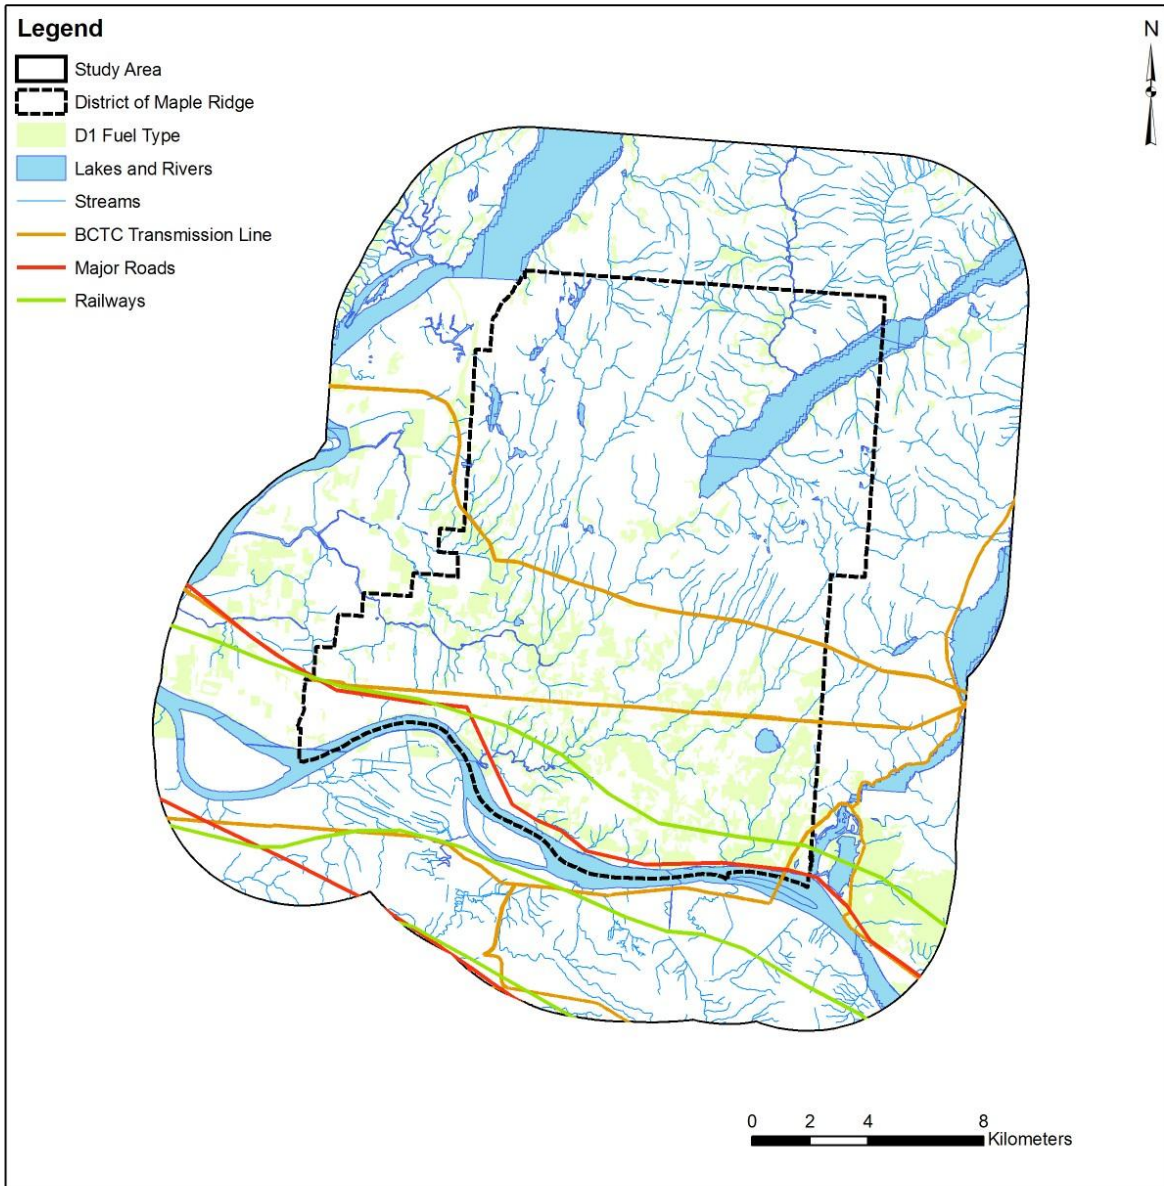 Legend
N
Study Area
District of Maple Ridge
D1 Fuel Type
Lakes and Rivers
Streams
BCTC Transmission Line
Major Roads
Railways
0 2 4 8
Kilometers